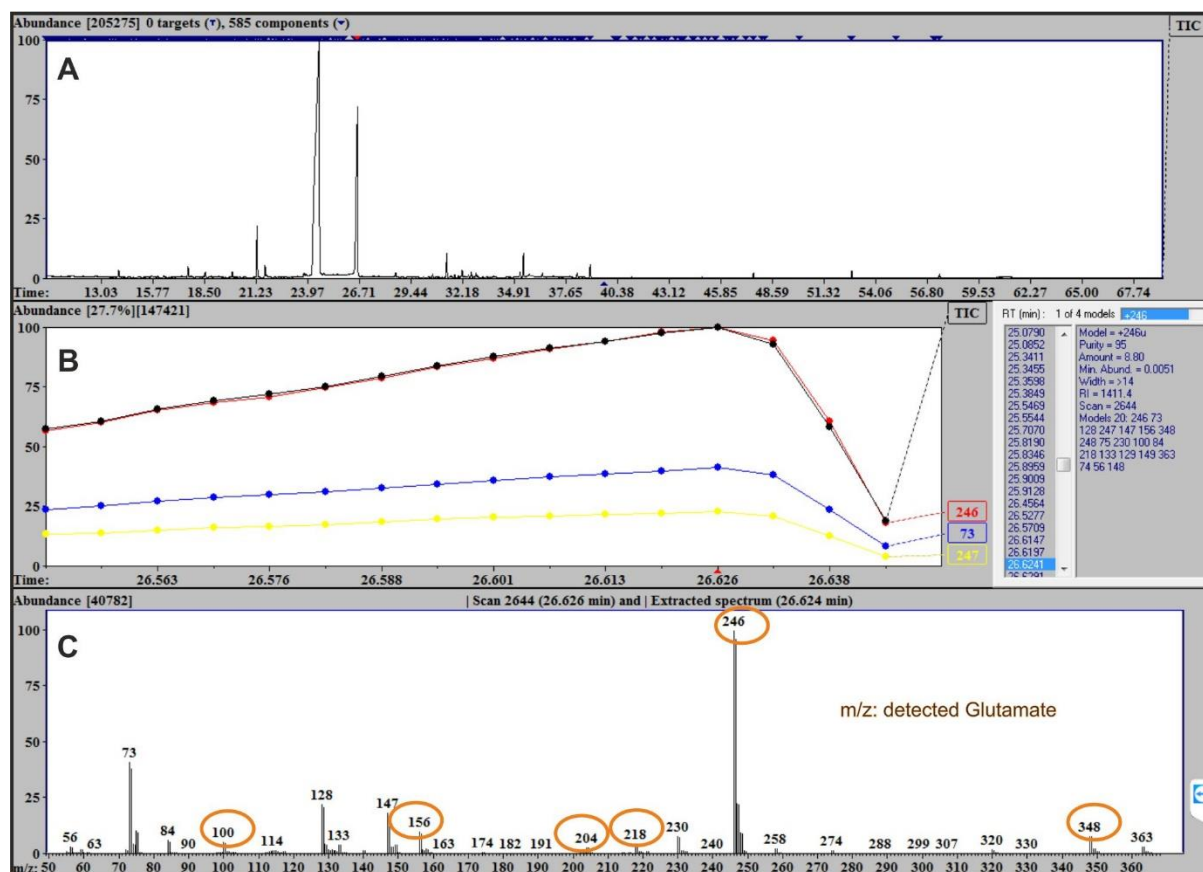 Abundance [205275] 0 targets (T), 585 components (▼)
TIC
100
A
75
50
25
0
Time: 13.03 15.77 18.50 21.23 23.97 26.71 29.44 32.18 34.91 37.65 40.38 43.12 45.85 48.59 51.32 54.06 56.80 59.53 62.27 65.00 67.74
Abundance [27.7%][147421]
TIC
100
B
75
50
25
0
246
73
247
Time: 26.563 26.576 26.588 26.601 26.613 26.626 26.638
RT (min) : 1 of 4 models +246
25.0790 Model = +246u
25.0852 Purity = 95
25.3411 Amount = 8.80
25.3455 Min. Abund. = 0.0051
25.3598 Width = >14
25.3849 RI = 1411.4
25.5469 Scan = 2644
25.5544 Models 20: 246 73
25.7070 128 247 147 156 348
25.8190 248 75 230 100 84
25.8346 218 133 129 149 363
25.8959 74 56 148
25.9009
25.9128
26.4564
26.5277
26.5709
26.6147
26.6197
26.6241
Abundance [40782] | Scan 2644 (26.626 min) and | Extracted spectrum (26.624 min)
100
C
75
50
25
0
246
m/z: detected Glutamate
73
128
147
56 63 84 90 100 114 133 156 163 174 182 191 204 218 230 240 258 274 288 299 307 320 330 348 363
50 60 70 80 90 100 110 120 130 140 150 160 170 180 190 200 210 220 230 240 250 260 270 280 290 300 310 320 330 340 350 360
m/z: